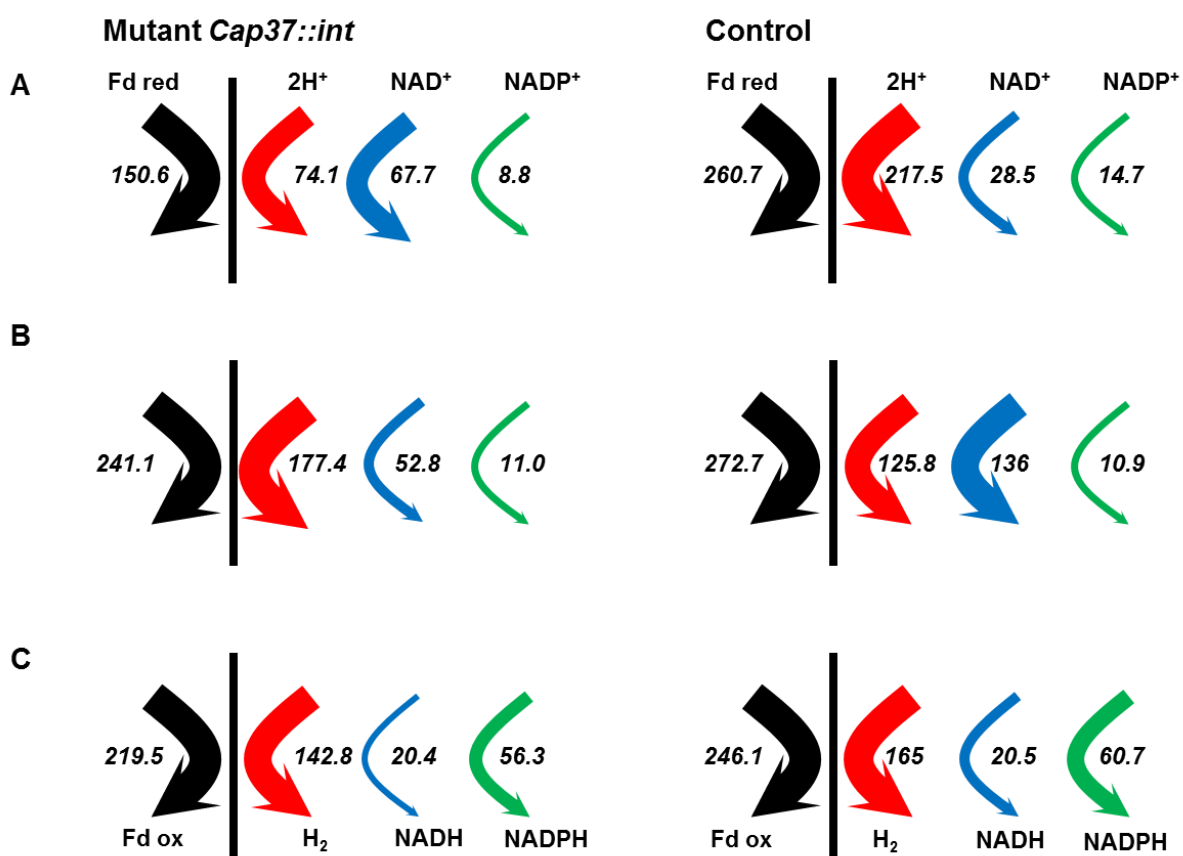 Mutant Cap37::int Control
A
Fd red 2H⁺ NAD⁺ NADP⁺ Fd red 2H⁺ NAD⁺ NADP⁺
150.6 74.1 67.7 8.8 260.7 217.5 28.5 14.7
B
241.1 177.4 52.8 11.0 272.7 125.8 136 10.9
C
219.5 142.8 20.4 56.3 246.1 165 20.5 60.7
Fd ox H₂ NADH NADPH Fd ox H₂ NADH NADPH